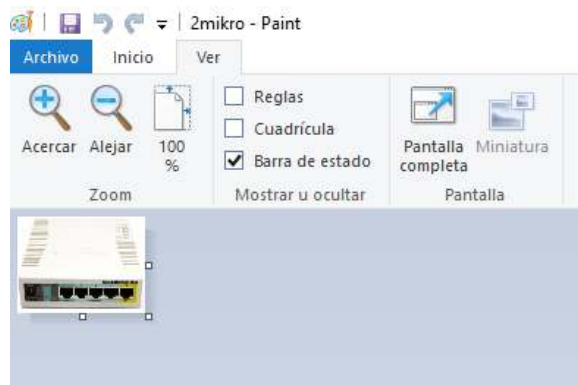 2mikro - Paint
Archivo Inicio Ver
Acercar Alejar 100 %
Reglas
Cuadrícula
Barra de estado
Pantalla completa Miniatura
Zoom Mostrar u ocultar Pantalla